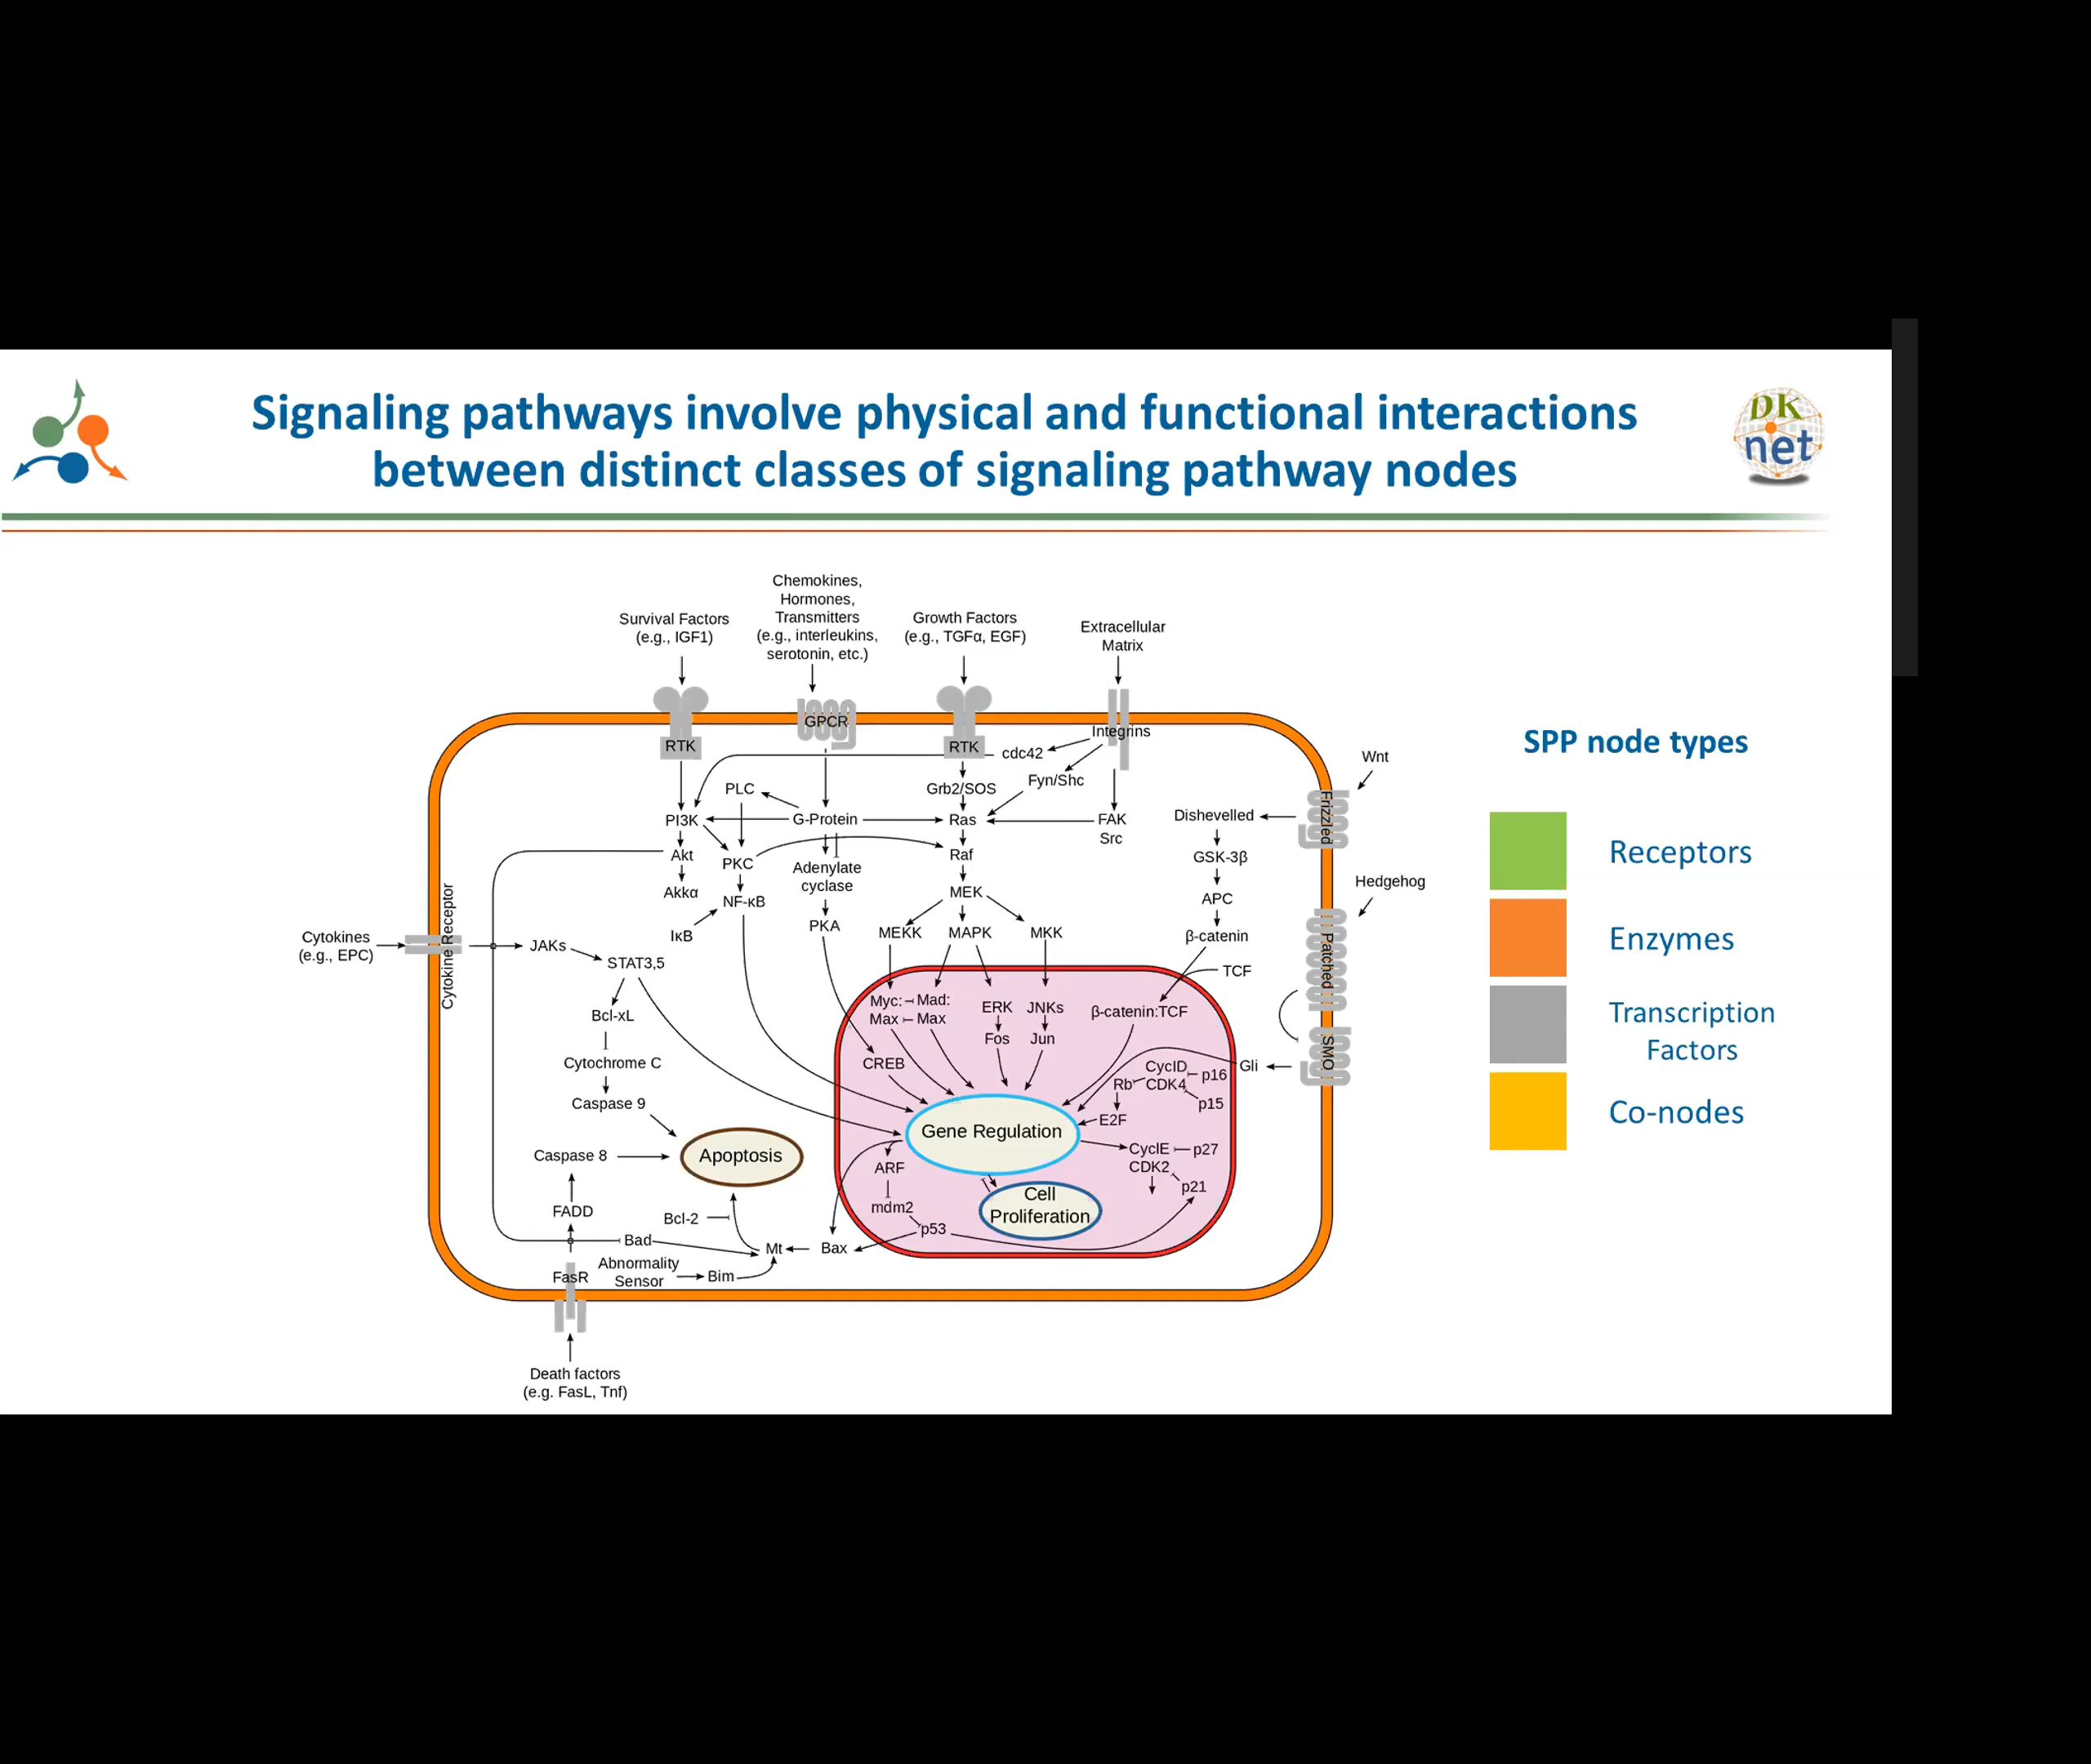 Signaling pathways involve physical and functional interactions
between distinct classes of signaling pathway nodes
DK
net
Chemokines,
Hormones,
Transmitters
(e.g., interleukins,
serotonin, etc.)
Survival Factors
(e.g., IGF1)
Growth Factors
(e.g., TGFα, EGF)
Extracellular
Matrix
RTK
GPCR
RTK
Integrins
cdc42
Fyn/Shc
Wnt
Frizzled
PLC
Grb2/SOS
PI3K
G-Protein
Ras
FAK
Src
Dishevelled
Akt
PKC
Adenylate
cyclase
Raf
GSK-3β
Akkα
NF-κB
MEK
APC
Hedgehog
Patched
IκB
PKA
MEKK
MAPK
MKK
β-catenin
TCF
Cytokines
(e.g., EPC)
Cytokine Receptor
JAKs
STAT3,5
Myc:
Mad:
Max
Max
ERK
JNKs
β-catenin:TCF
Bcl-xL
Fos
Jun
CREB
Cytochrome C
CyclD
CDK4
p16
p15
Rb
E2F
Gli
SMO
Caspase 9
Gene Regulation
Caspase 8
Apoptosis
ARF
CyclE
CDK2
p27
p21
FADD
Bcl-2
mdm2
p53
Cell
Proliferation
Bad
Mt
Bax
Abnormality
Sensor
Bim
FasR
Death factors
(e.g. FasL, Tnf)
SPP node types
Receptors
Enzymes
Transcription
Factors
Co-nodes